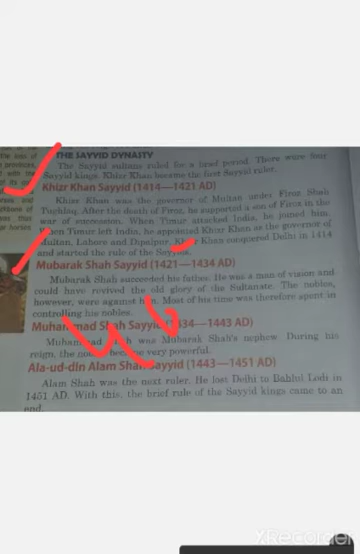 THE SAYYID DYNASTY
The Sayyid sultans ruled for a brief period. There were four
Sayyid kings. Khizr Khan became the first Sayyid ruler.
Khizr Khan Sayyid (1414—1421 AD)
Khizr Khan was the governor of Multan under Firuz Shah
Tughlaq. After the death of Firoz, he supported a son of Firoz in the
war of succession. When Timur attacked India, he joined him.
When Timur left India, he appointed Khizr Khan as the governor of
Multan, Lahore and Dipalpur. Khizr Khan conquered Delhi in 1414
and started the rule of the Sayyids.
Mubarak Shah Sayyid (1421—1434 AD)
Mubarak Shah succeeded his father. He was a man of vision and
could have revived the old glory of the Sultanate. The nobles,
however, were against him. Most of his time was therefore spent in
controlling his nobles.
Muhammad Shah Sayyid 434—1443 AD)
Muhammad Shah was Mubarak Shah's nephew. During his
reign, the nobles became very powerful.
Ala-ud-din Alam Shah Sayyid (1443—1451 AD)
Alam Shah was the next ruler. He lost Delhi to Bahlul Lodi in
1451 AD. With this, the brief rule of the Sayyid kings came to an
end.
XRecorder